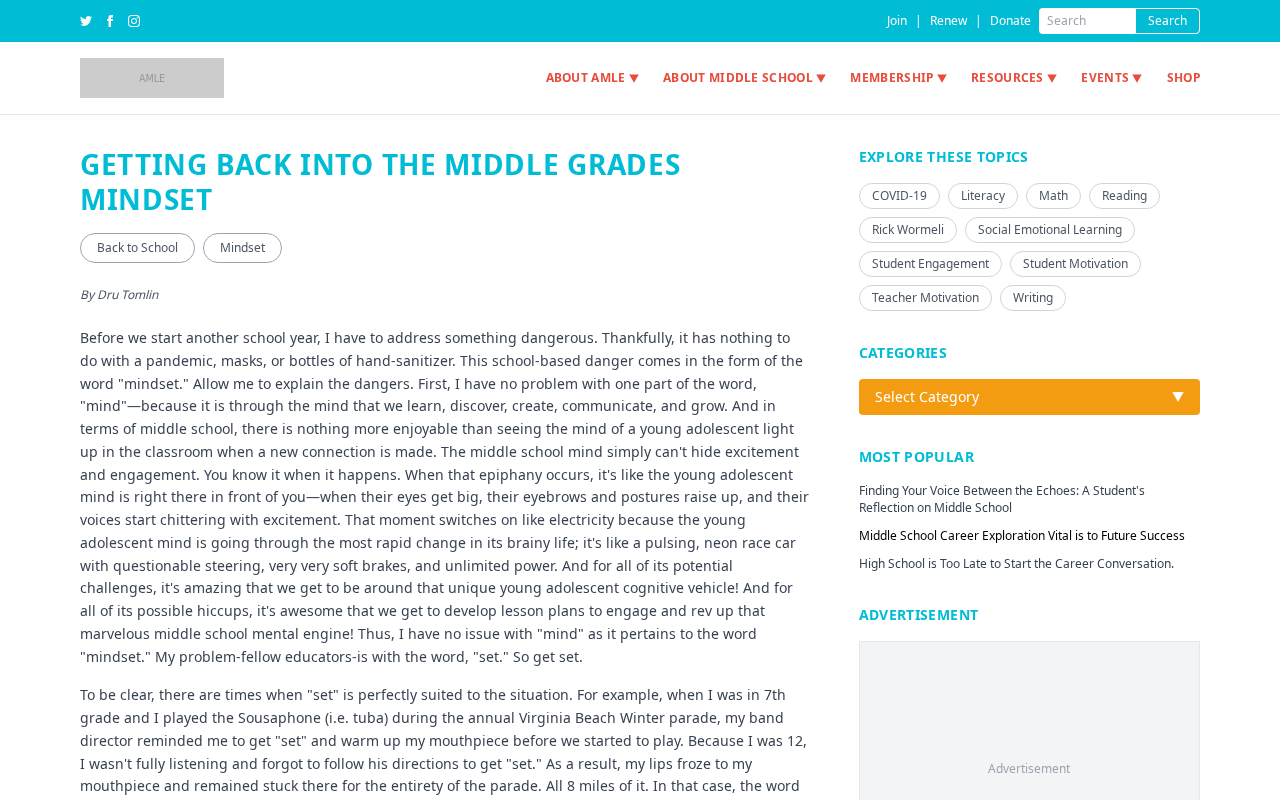 Join | Renew | Donate Search Search
AMLE
ABOUT AMLE ▼ ABOUT MIDDLE SCHOOL ▼ MEMBERSHIP ▼ RESOURCES ▼ EVENTS ▼ SHOP
GETTING BACK INTO THE MIDDLE GRADES
MINDSET
Back to School Mindset
By Dru Tomlin
Before we start another school year, I have to address something dangerous. Thankfully, it has nothing to
do with a pandemic, masks, or bottles of hand-sanitizer. This school-based danger comes in the form of the
word "mindset." Allow me to explain the dangers. First, I have no problem with one part of the word,
"mind"—because it is through the mind that we learn, discover, create, communicate, and grow. And in
terms of middle school, there is nothing more enjoyable than seeing the mind of a young adolescent light
up in the classroom when a new connection is made. The middle school mind simply can't hide excitement
and engagement. You know it when it happens. When that epiphany occurs, it's like the young adolescent
mind is right there in front of you—when their eyes get big, their eyebrows and postures raise up, and their
voices start chittering with excitement. That moment switches on like electricity because the young
adolescent mind is going through the most rapid change in its brainy life; it's like a pulsing, neon race car
with questionable steering, very very soft brakes, and unlimited power. And for all of its potential
challenges, it's amazing that we get to be around that unique young adolescent cognitive vehicle! And for
all of its possible hiccups, it's awesome that we get to develop lesson plans to engage and rev up that
marvelous middle school mental engine! Thus, I have no issue with "mind" as it pertains to the word
"mindset." My problem-fellow educators-is with the word, "set." So get set.
To be clear, there are times when "set" is perfectly suited to the situation. For example, when I was in 7th
grade and I played the Sousaphone (i.e. tuba) during the annual Virginia Beach Winter parade, my band
director reminded me to get "set" and warm up my mouthpiece before we started to play. Because I was 12,
I wasn't fully listening and forgot to follow his directions to get "set." As a result, my lips froze to my
mouthpiece and remained stuck there for the entirety of the parade. All 8 miles of it. In that case, the word
EXPLORE THESE TOPICS
COVID-19 Literacy Math Reading
Rick Wormeli Social Emotional Learning
Student Engagement Student Motivation
Teacher Motivation Writing
CATEGORIES
Select Category ▼
MOST POPULAR
Finding Your Voice Between the Echoes: A Student's
Reflection on Middle School
Middle School Career Exploration Vital is to Future Success
High School is Too Late to Start the Career Conversation.
ADVERTISEMENT
Advertisement